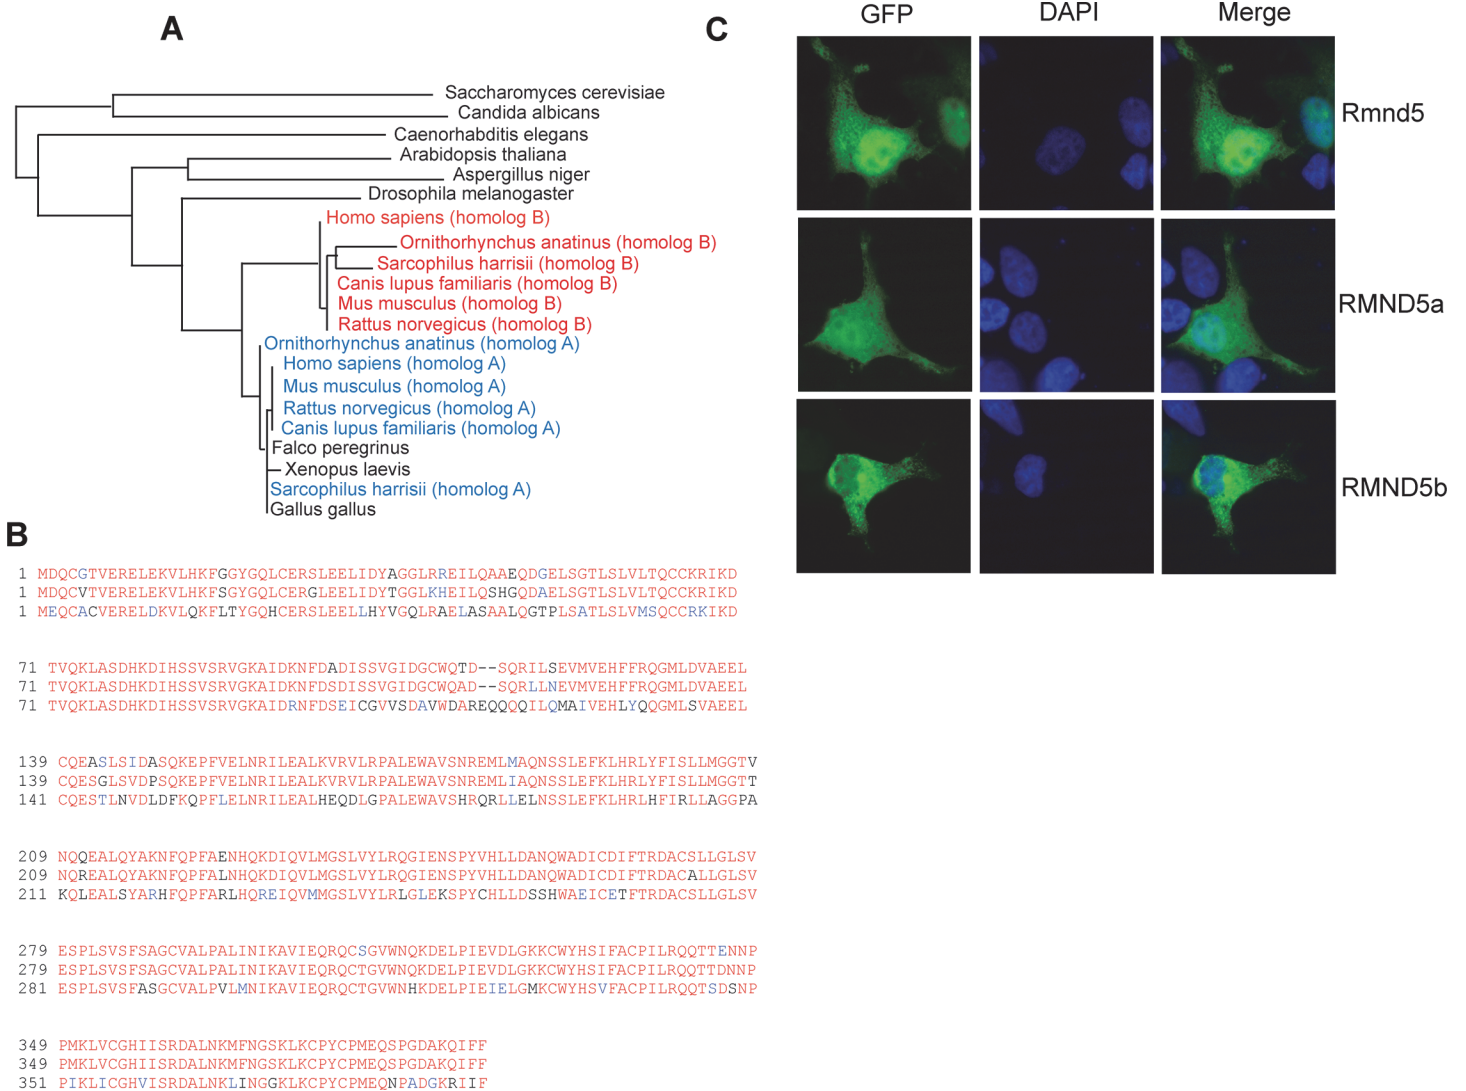 A
Saccharomyces cerevisiae
Candida albicans
Caenorhabditis elegans
Arabidopsis thaliana
Aspergillus niger
Drosophila melanogaster
Homo sapiens (homolog B)
Ornithorhynchus anatinus (homolog B)
Sarcophilus harrisii (homolog B)
Canis lupus familiaris (homolog B)
Mus musculus (homolog B)
Rattus norvegicus (homolog B)
Ornithorhynchus anatinus (homolog A)
Homo sapiens (homolog A)
Mus musculus (homolog A)
Rattus norvegicus (homolog A)
Canis lupus familiaris (homolog A)
Falco peregrinus
Xenopus laevis
Sarcophilus harrisii (homolog A)
Gallus gallus
B
1 MDQCGTVERELEKVLHKFGGYGQLCERSLEELIDYAGGLRREILQAAEQDGELSGTLSLVLTQCCKRIKD
1 MDQCVTVERELEKVLHKFSGYGQLCERGLEELIDYTGGLKHEILQSHGQDAELSGTLSLVLTQCCKRIKD
1 MEQCACVERELDKVLQKFLTYGQHCERSLEELLHYVGQLRAELASAALQGTPLSATLSLVMSQCCRKIKD
71 TVQKLASDHKDIHSSVSRVGKAIDKNFDADISSVGIDGCWQTD--SQRILSEVMVEHFFRQGMLDVAEEL
71 TVQKLASDHKDIHSSVSRVGKAIDKNFDSDISSVGIDGCWQAD--SQRLLNEVMVEHFFRQGMLDVAEEL
71 TVQKLASDHKDIHSSVSRVGKAIDRNFDSEICGVVSDAVWDAREQQQQILQMAIVEHLYQQGMLSVAEEL
139 CQEASLSIDASQKEPFVELNRILEALKVRVLRPALEWAVSNREMLMAQNSSLEFKLHRLYFISLLMGGTV
139 CQESGLSVDPSQKEPFVELNRILEALKVRVLRPALEWAVSNREMLIAQNSSLEFKLHRLYFISLLMGGTT
141 CQESTLNVDLDFKQPFLELNRILEALHEQDLGPALEWAVSHRQRLLELNSSLEFKLHRLHFIRLLAGGPA
209 NQQEALQYAKNFQPFAENHQKDIQVLMGSLVYLRQGIENSPYVHLLDANQWADICDIFTRDACSLLGLSV
209 NQREALQYAKNFQPFALNHQKDIQVLMGSLVYLRQGIENSPYVHLLDANQWADICDIFTRDACALLGLSV
211 KQLEALSYARHFQPFARLHQREIQVMMGSLVYLRLGLEKSPYCHLLDSSHWAEICETFTRDACSLLGLSV
279 ESPLSVSFSAGCVALPALINIKAVIEQRQCSGVWNQKDELPIEVDLGKKCWYHSIFACPILRQQTTENNP
279 ESPLSVSFSAGCVALPALINIKAVIEQRQCTGVWNQKDELPIEVDLGKKCWYHSIFACPILRQQTTDNNP
281 ESPLSVSFASGCVALPVLMNIKAVIEQRQCTGVWNHKDELPIEIELGMKCWYHSVFACPILRQQTSDSNP
349 PMKLVCGHIISRDALNKMFNGSKLKCPYCPMEQSPGDAKQIFF
349 PMKLVCGHIISRDALNKMFNGSKLKCPYCPMEQSPGDAKQIFF
351 PIKLICGHVISRDALNKLINGGKLKCPYCPMEQNPADGKRIIF
C
GFP DAPI Merge
Rmnd5
RMND5a
RMND5b